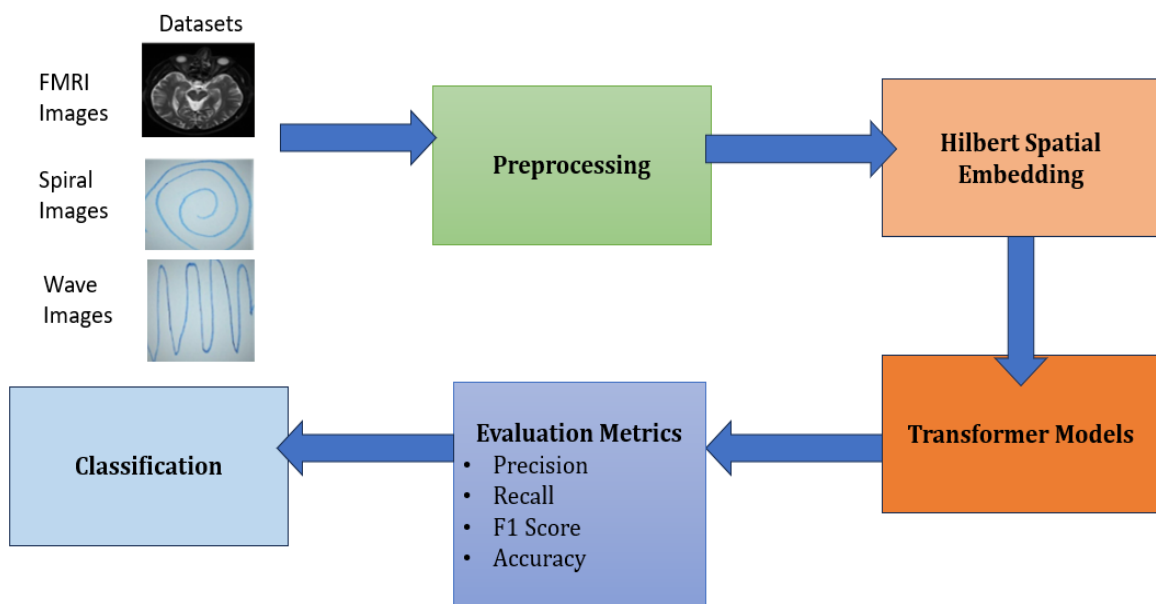 Datasets
FMRI
Images
Spiral
Images
Wave
Images
Preprocessing
Hilbert Spatial
Embedding
Transformer Models
Evaluation Metrics
• Precision
• Recall
• F1 Score
• Accuracy
Classification